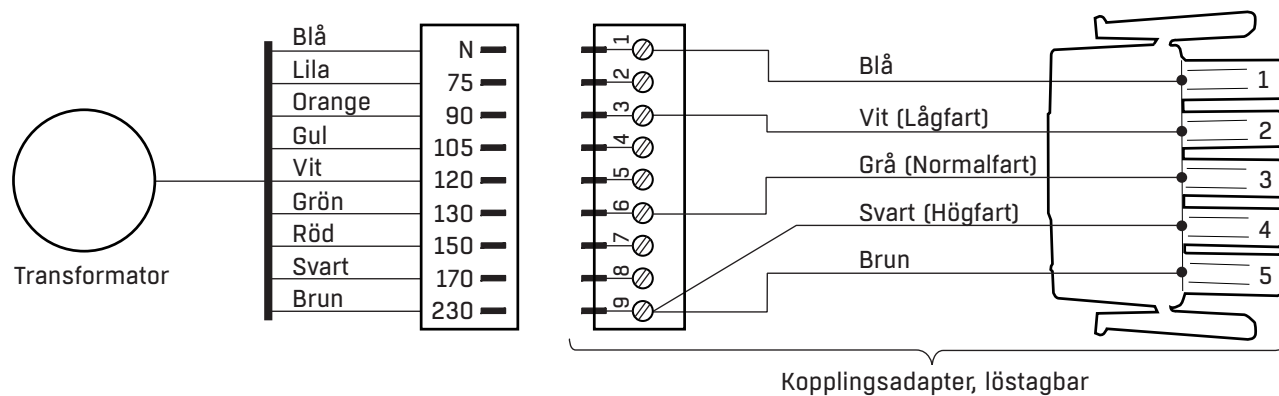 Blå
Lila
Orange
Gul
Vit
Grön
Röd
Svart
Brun
Transformator
N
75
90
105
120
130
150
170
230
1
2
3
4
5
6
7
8
9
Blå
Vit (Lågfart)
Grå (Normalfart)
Svart (Högfart)
Brun
1
2
3
4
5
Kopplingsadapter, löstagbar